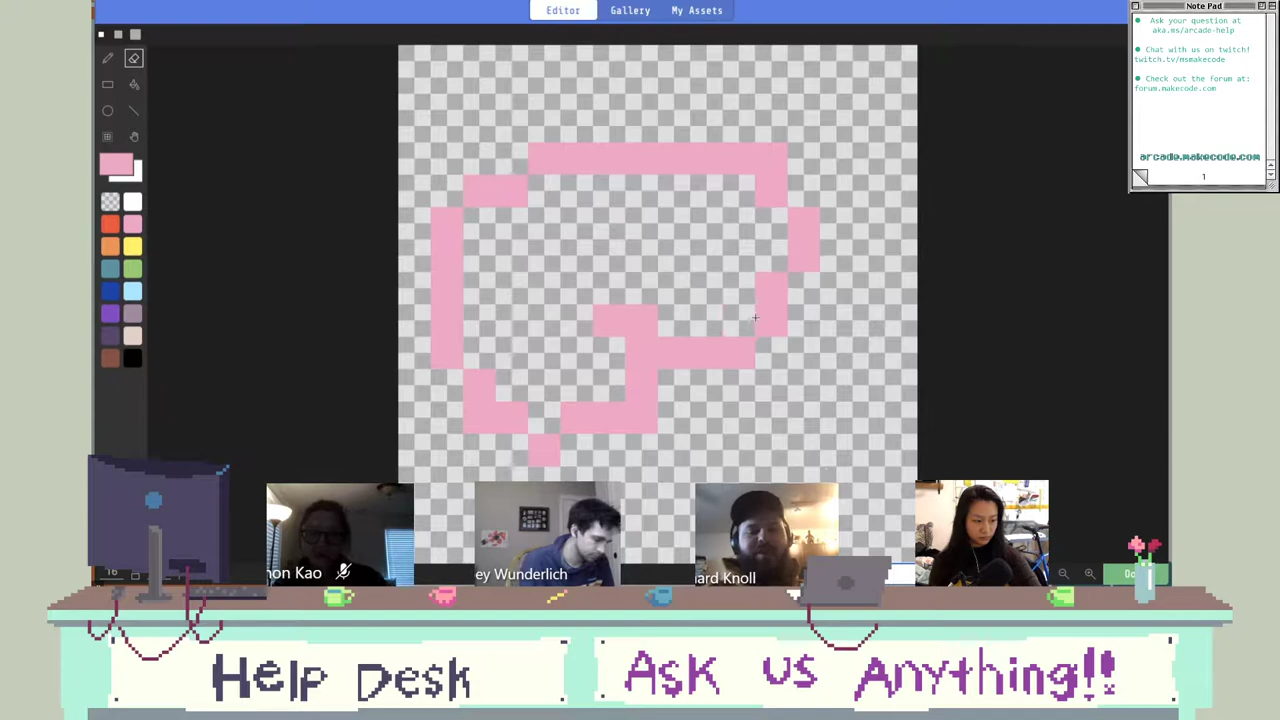 Editor
Gallery
My Assets
Note Pad
● Ask your question at
aka.ms/arcade-help
● Chat with us on twitch!
twitch.tv/msmakecode
● Check out the forum at:
forum.makecode.com
arcade.makecode.com
1
16
non Kao
ey Wunderlich
ard Knoll
Help Desk
Ask us Anything!!